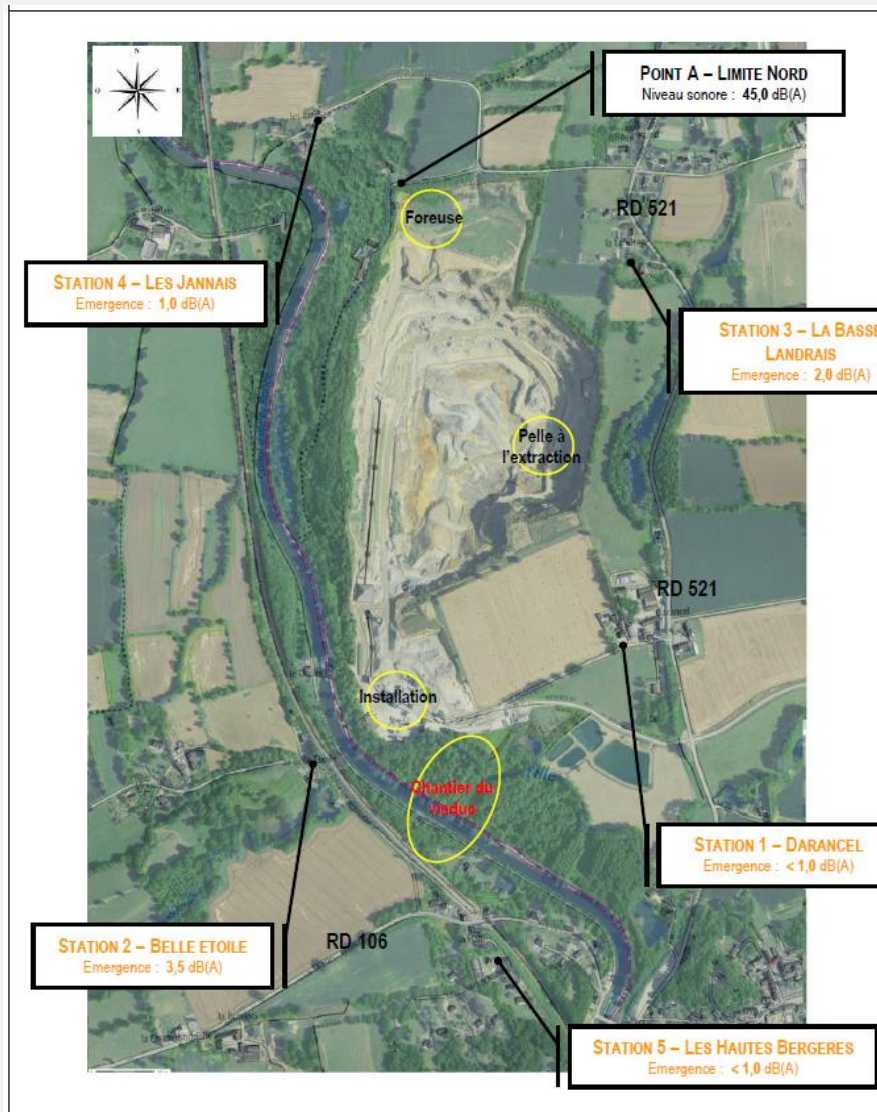 N
O
E
S
POINT A – LIMITE NORD
Niveau sonore : 45,0 dB(A)
Foreuse
RD 521
STATION 4 – LES JANNAIS
Emergence : 1,0 dB(A)
STATION 3 – LA BASSE
LANDRAIS
Emergence : 2,0 dB(A)
Pelle à
l'extraction
RD 521
Installation
Chantier du
viaduc
STATION 1 – DARANCEL
Emergence : < 1,0 dB(A)
STATION 2 – BELLE ETOILE
Emergence : 3,5 dB(A)
RD 106
STATION 5 – LES HAUTES BERGERES
Emergence : < 1,0 dB(A)